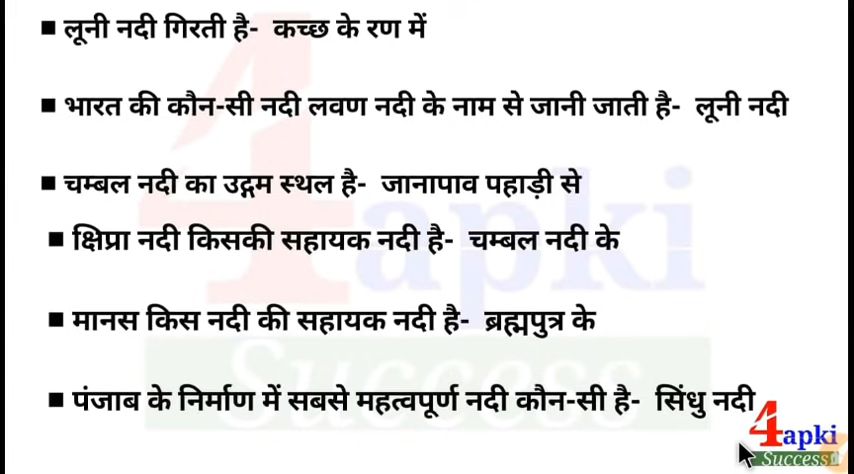 ■ लूनी नदी गिरती है- कच्छ के रण में
■ भारत की कौन-सी नदी लवण नदी के नाम से जानी जाती है- लूनी नदी
■ चम्बल नदी का उद्गम स्थल है- जानापाव पहाड़ी से
■ क्षिप्रा नदी किसकी सहायक नदी है- चम्बल नदी के
■ मानस किस नदी की सहायक नदी है- ब्रह्मपुत्र के
■ पंजाब के निर्माण में सबसे महत्वपूर्ण नदी कौन-सी है- सिंधु नदी
4apki
Success
4apki
Success